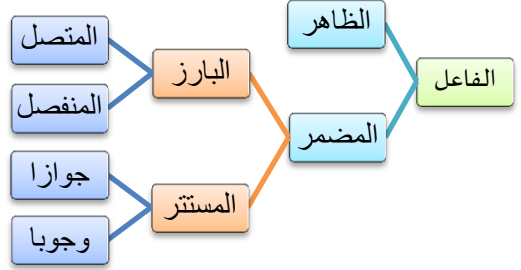 الفاعل
الظاهر
المضمر
البارز
المتصل
المنفصل
المستتر
جوازا
وجوبا